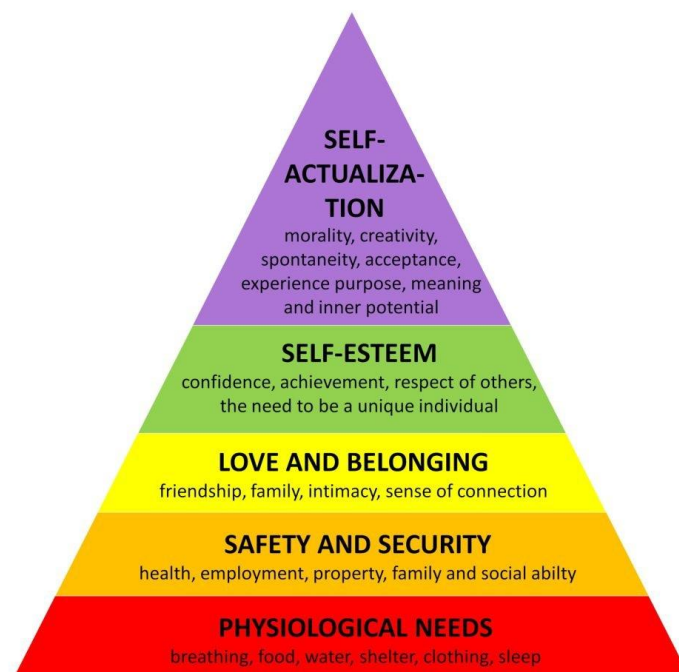 SELF-
ACTUALIZA-
TION
morality, creativity,
spontaneity, acceptance,
experience purpose, meaning
and inner potential
SELF-ESTEEM
confidence, achievement, respect of others,
the need to be a unique individual
LOVE AND BELONGING
friendship, family, intimacy, sense of connection
SAFETY AND SECURITY
health, employment, property, family and social abilty
PHYSIOLOGICAL NEEDS
breathing, food, water, shelter, clothing, sleep